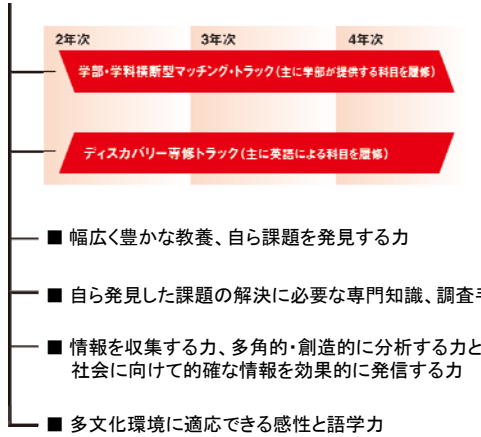 2年次 3年次 4年次
学部・学科横断型マッチング・トラック(主に学部が提供する科目を履修)
ディスカバリー専修トラック(主に英語による科目を履修)
■ 幅広く豊かな教養、自ら課題を発見する力
■ 自ら発見した課題の解決に必要な専門知識、調査
■ 情報を収集する力、多角的・創造的に分析する力と
社会に向けて的確な情報を効果的に発信する力
■ 多文化環境に適応できる感性と語学力